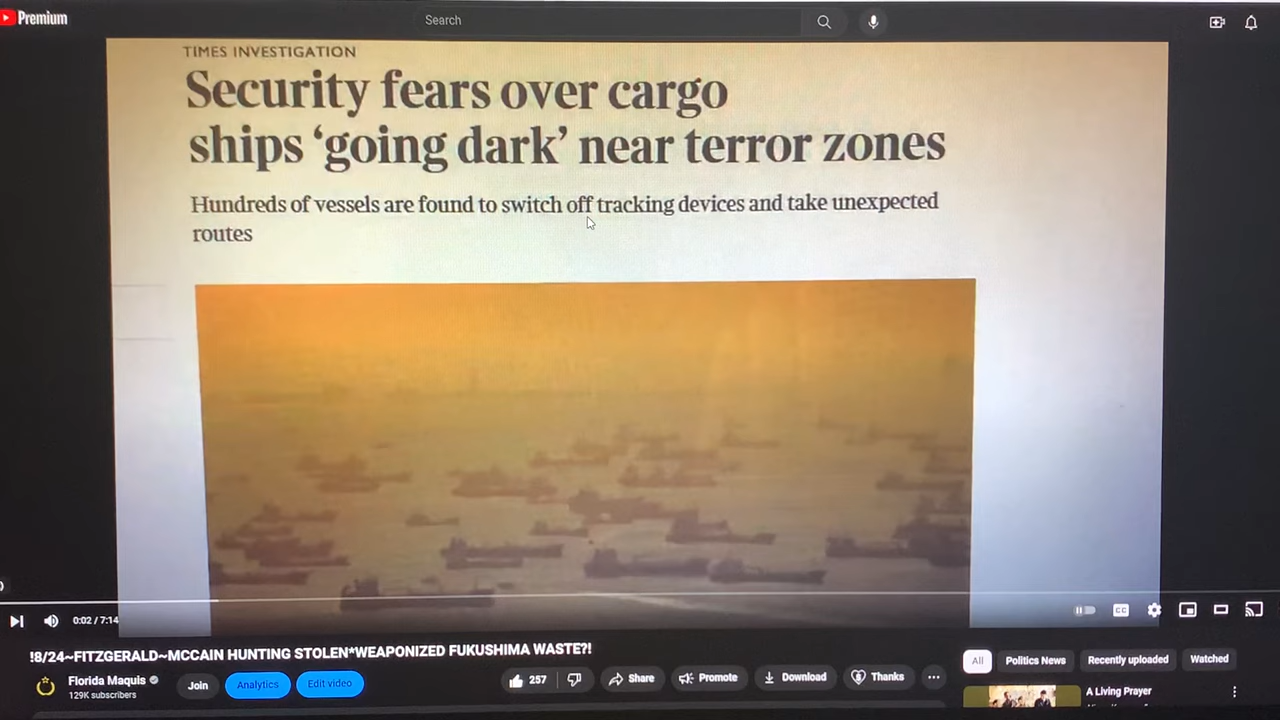 Premium
Search
TIMES INVESTIGATION
Security fears over cargo
ships ‘going dark’ near terror zones
Hundreds of vessels are found to switch off tracking devices and take unexpected
routes
0:02 / 7:14
CC
!8/24~FITZGERALD~MCCAIN HUNTING STOLEN*WEAPONIZED FUKUSHIMA WASTE?!
All
Politics News
Recently uploaded
Watched
Florida Maquis
129K subscribers
Join
Analytics
Edit video
257
Share
Promote
Download
Thanks
A Living Prayer